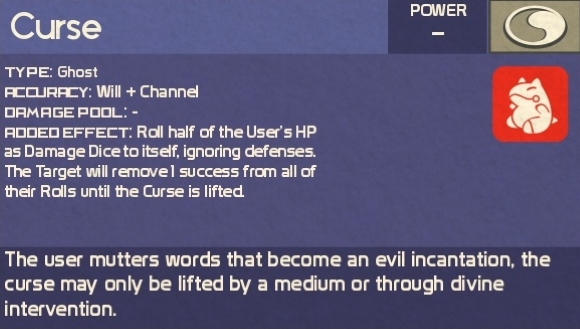 Curse
POWER
–
TYPE: Ghost
ACCURACY: Will + Channel
DAMAGE POOL: -
ADDED EFFECT: Roll half of the User's HP
as Damage Dice to itself, ignoring defenses.
The Target will remove 1 success from all of
their Rolls until the Curse is lifted.
The user mutters words that become an evil incantation, the
curse may only be lifted by a medium or through divine
intervention.